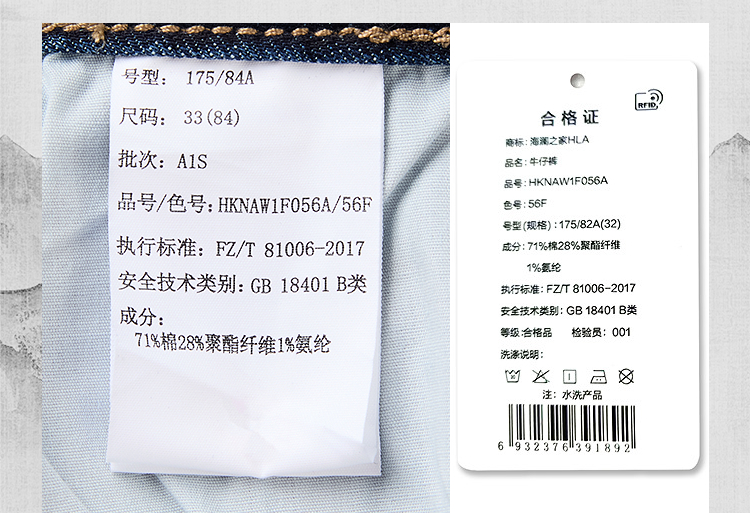 号型: 175/84A
尺码: 33(84)
批次: A1S
品号/色号: HKNAW1F056A/56F
执行标准: FZ/T 81006-2017
安全技术类别: GB 18401 B类
成分:
71%棉28%聚酯纤维1%氨纶
RFID
合格证
商标: 海澜之家HLA
品名: 牛仔裤
品号: HKNAW1F056A
色号: 56F
号型(规格): 175/82A(32)
成分: 71%棉28%聚酯纤维
1%氨纶
执行标准: FZ/T 81006-2017
安全技术类别: GB 18401 B类
等级:合格品 检验员: 001
洗涤说明:
注: 水洗产品
6 932376 391892